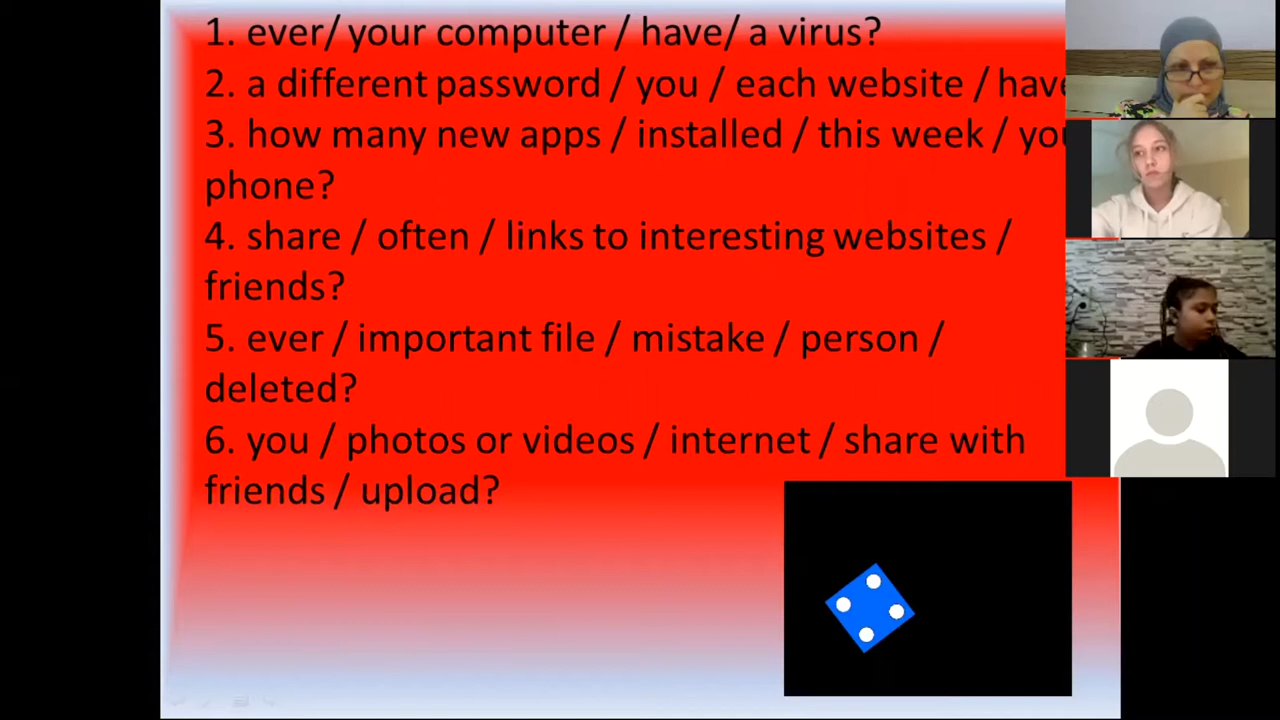 1. ever/ your computer / have/ a virus?
2. a different password / you / each website / have
3. how many new apps / installed / this week /
phone?
4. share / often / links to interesting websites /
friends?
5. ever / important file / mistake / person /
deleted?
6. you / photos or videos / internet / share with
friends / upload?